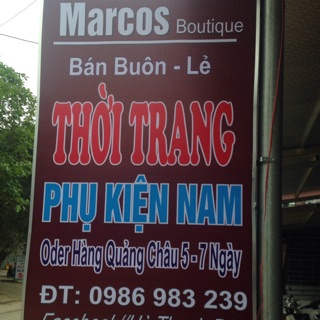 Marcos Boutique
Bán Buôn - Lẻ
THỜI TRANG
PHỤ KIỆN NAM
Oder Hàng Quảng Châu 5 - 7 Ngày
ĐT: 0986 983 239